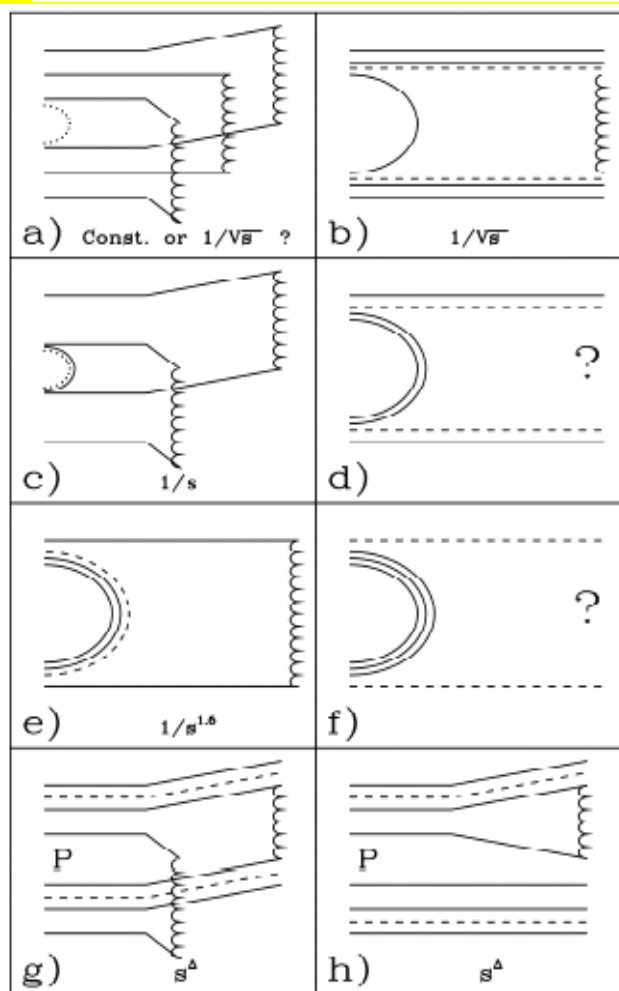 a) Const. or 1/√s ?
b) 1/√s
c) 1/s
d) ?
e) 1/s^1.6
f) ?
P
g) s^Δ
P
h) s^Δ